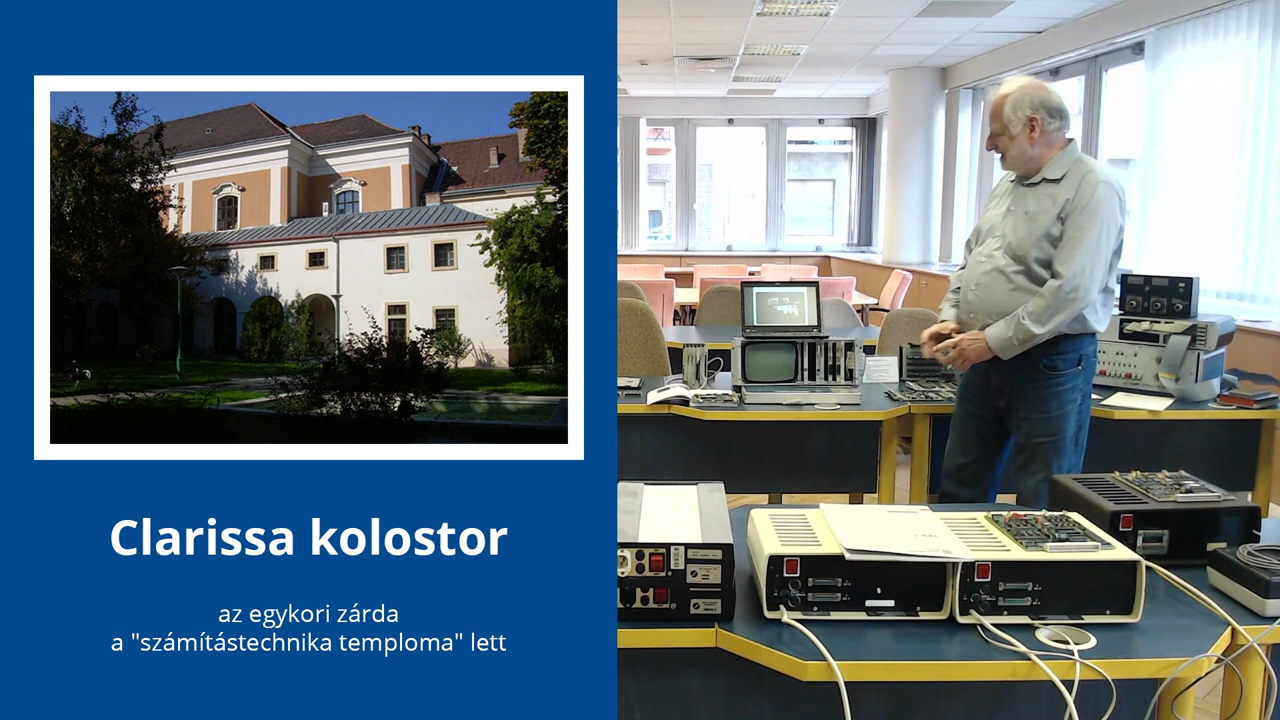 Clarissa kolostor
az egykori zárda
a "számítástechnika temploma" lett